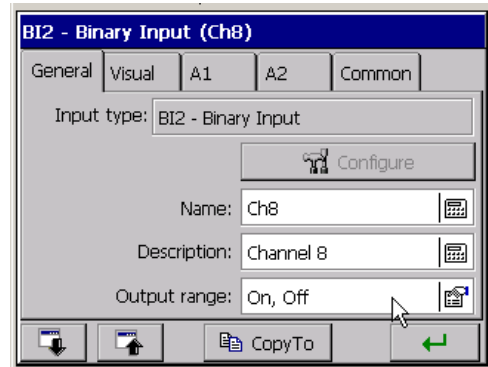 BI2 - Binary Input (Ch8)
General Visual A1 A2 Common
Input type: BI2 - Binary Input
Configure
Name: Ch8
Description: Channel 8
Output range: On, Off
CopyTo